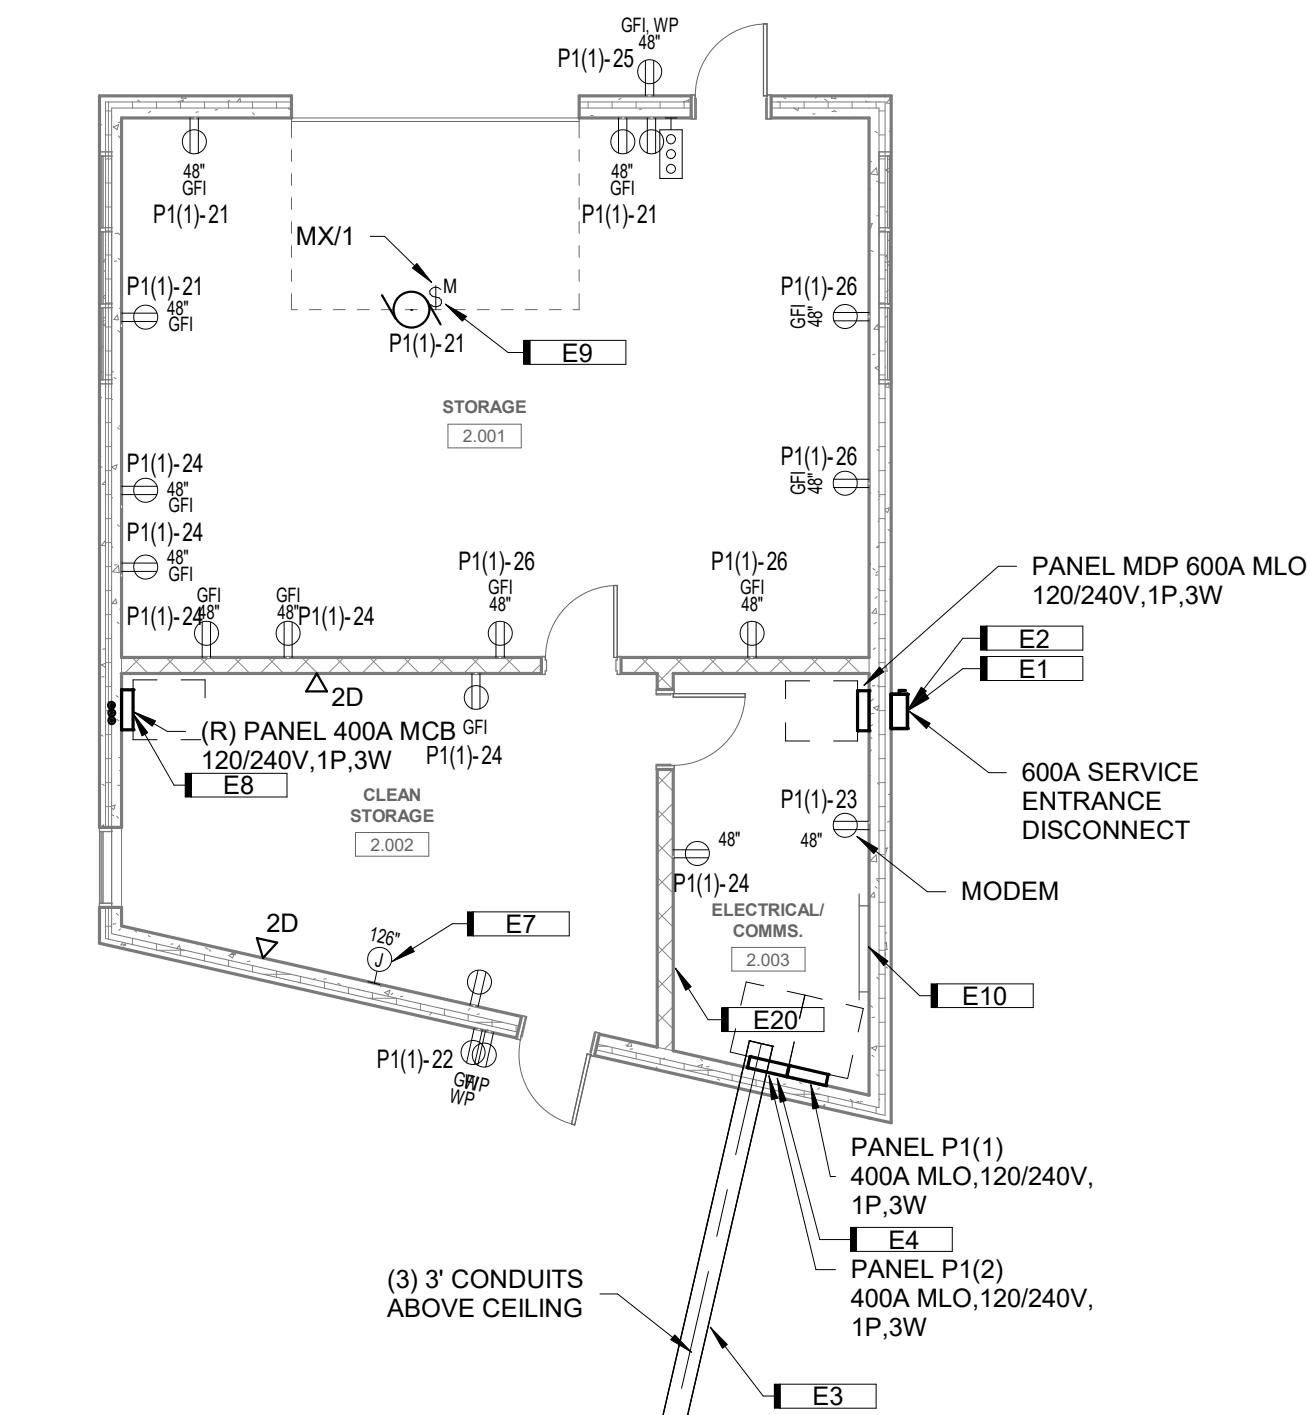 GFI, WP
48"
P1(1)-25
48"
GFI
P1(1)-21
48"
GFI
P1(1)-21
MX/1
M
$
P1(1)-21
48"
GFI
P1(1)-26
GFI
48"
P1(1)-21
E9
STORAGE
2.001
P1(1)-24
48"
GFI
P1(1)-26
GFI
48"
P1(1)-24
48"
GFI
P1(1)-26
GFI
48"
P1(1)-26
GFI
48"
PANEL MDP 600A MLO
120/240V,1P,3W
GFI
48"
P1(1)-24
GFI
48"
P1(1)-24
E2
E1
2D
(R) PANEL 400A MCB
120/240V,1P,3W
GFI
P1(1)-24
E8
600A SERVICE
ENTRANCE
DISCONNECT
CLEAN
STORAGE
2.002
P1(1)-23
48"
48"
P1(1)-24
MODEM
ELECTRICAL/
COMMS.
2.003
2D
126"
J
E7
E10
E20
P1(1)-22
GFI
WP
WP
PANEL P1(1)
400A MLO,120/240V,
1P,3W
E4
PANEL P1(2)
400A MLO,120/240V,
1P,3W
(3) 3' CONDUITS
ABOVE CEILING
E3